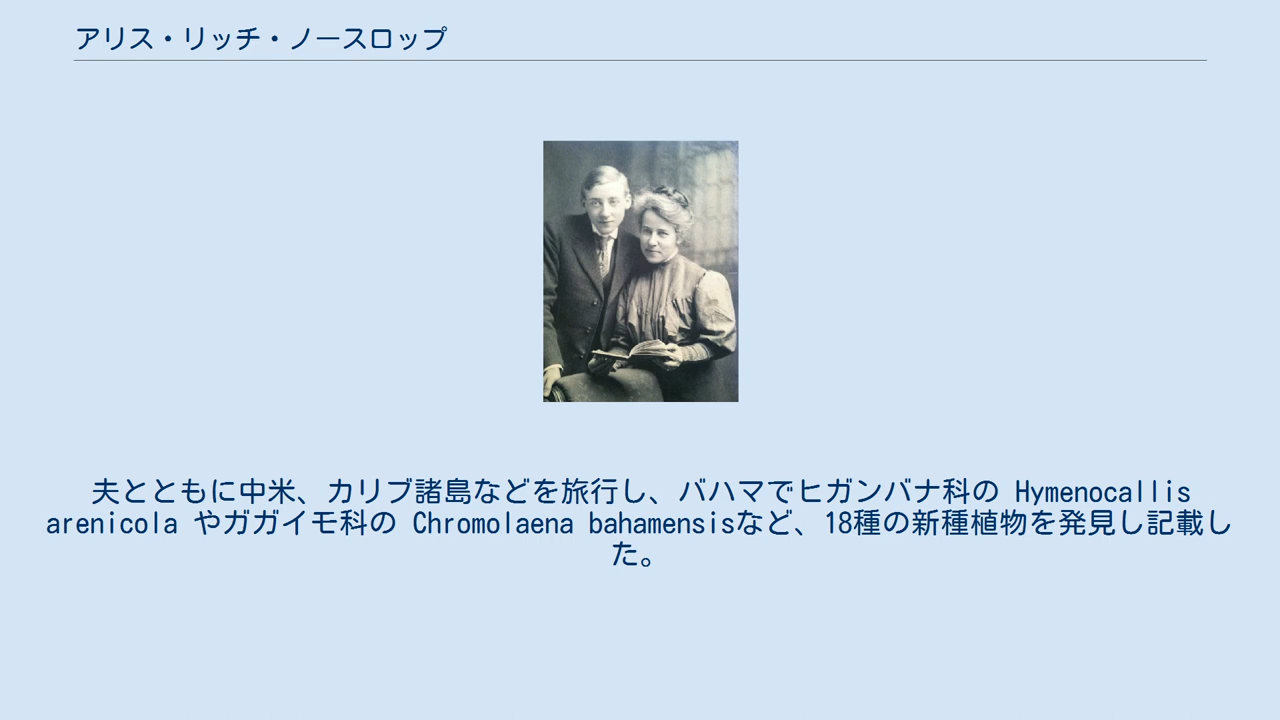 アリス・リッチ・ノースロップ
夫とともに中米、カリブ諸島などを旅行し、バハマでヒガンバナ科の Hymenocallis
arenicola やガガイモ科の Chromolaena bahamensisなど、18種の新種植物を発見し記載し
た。